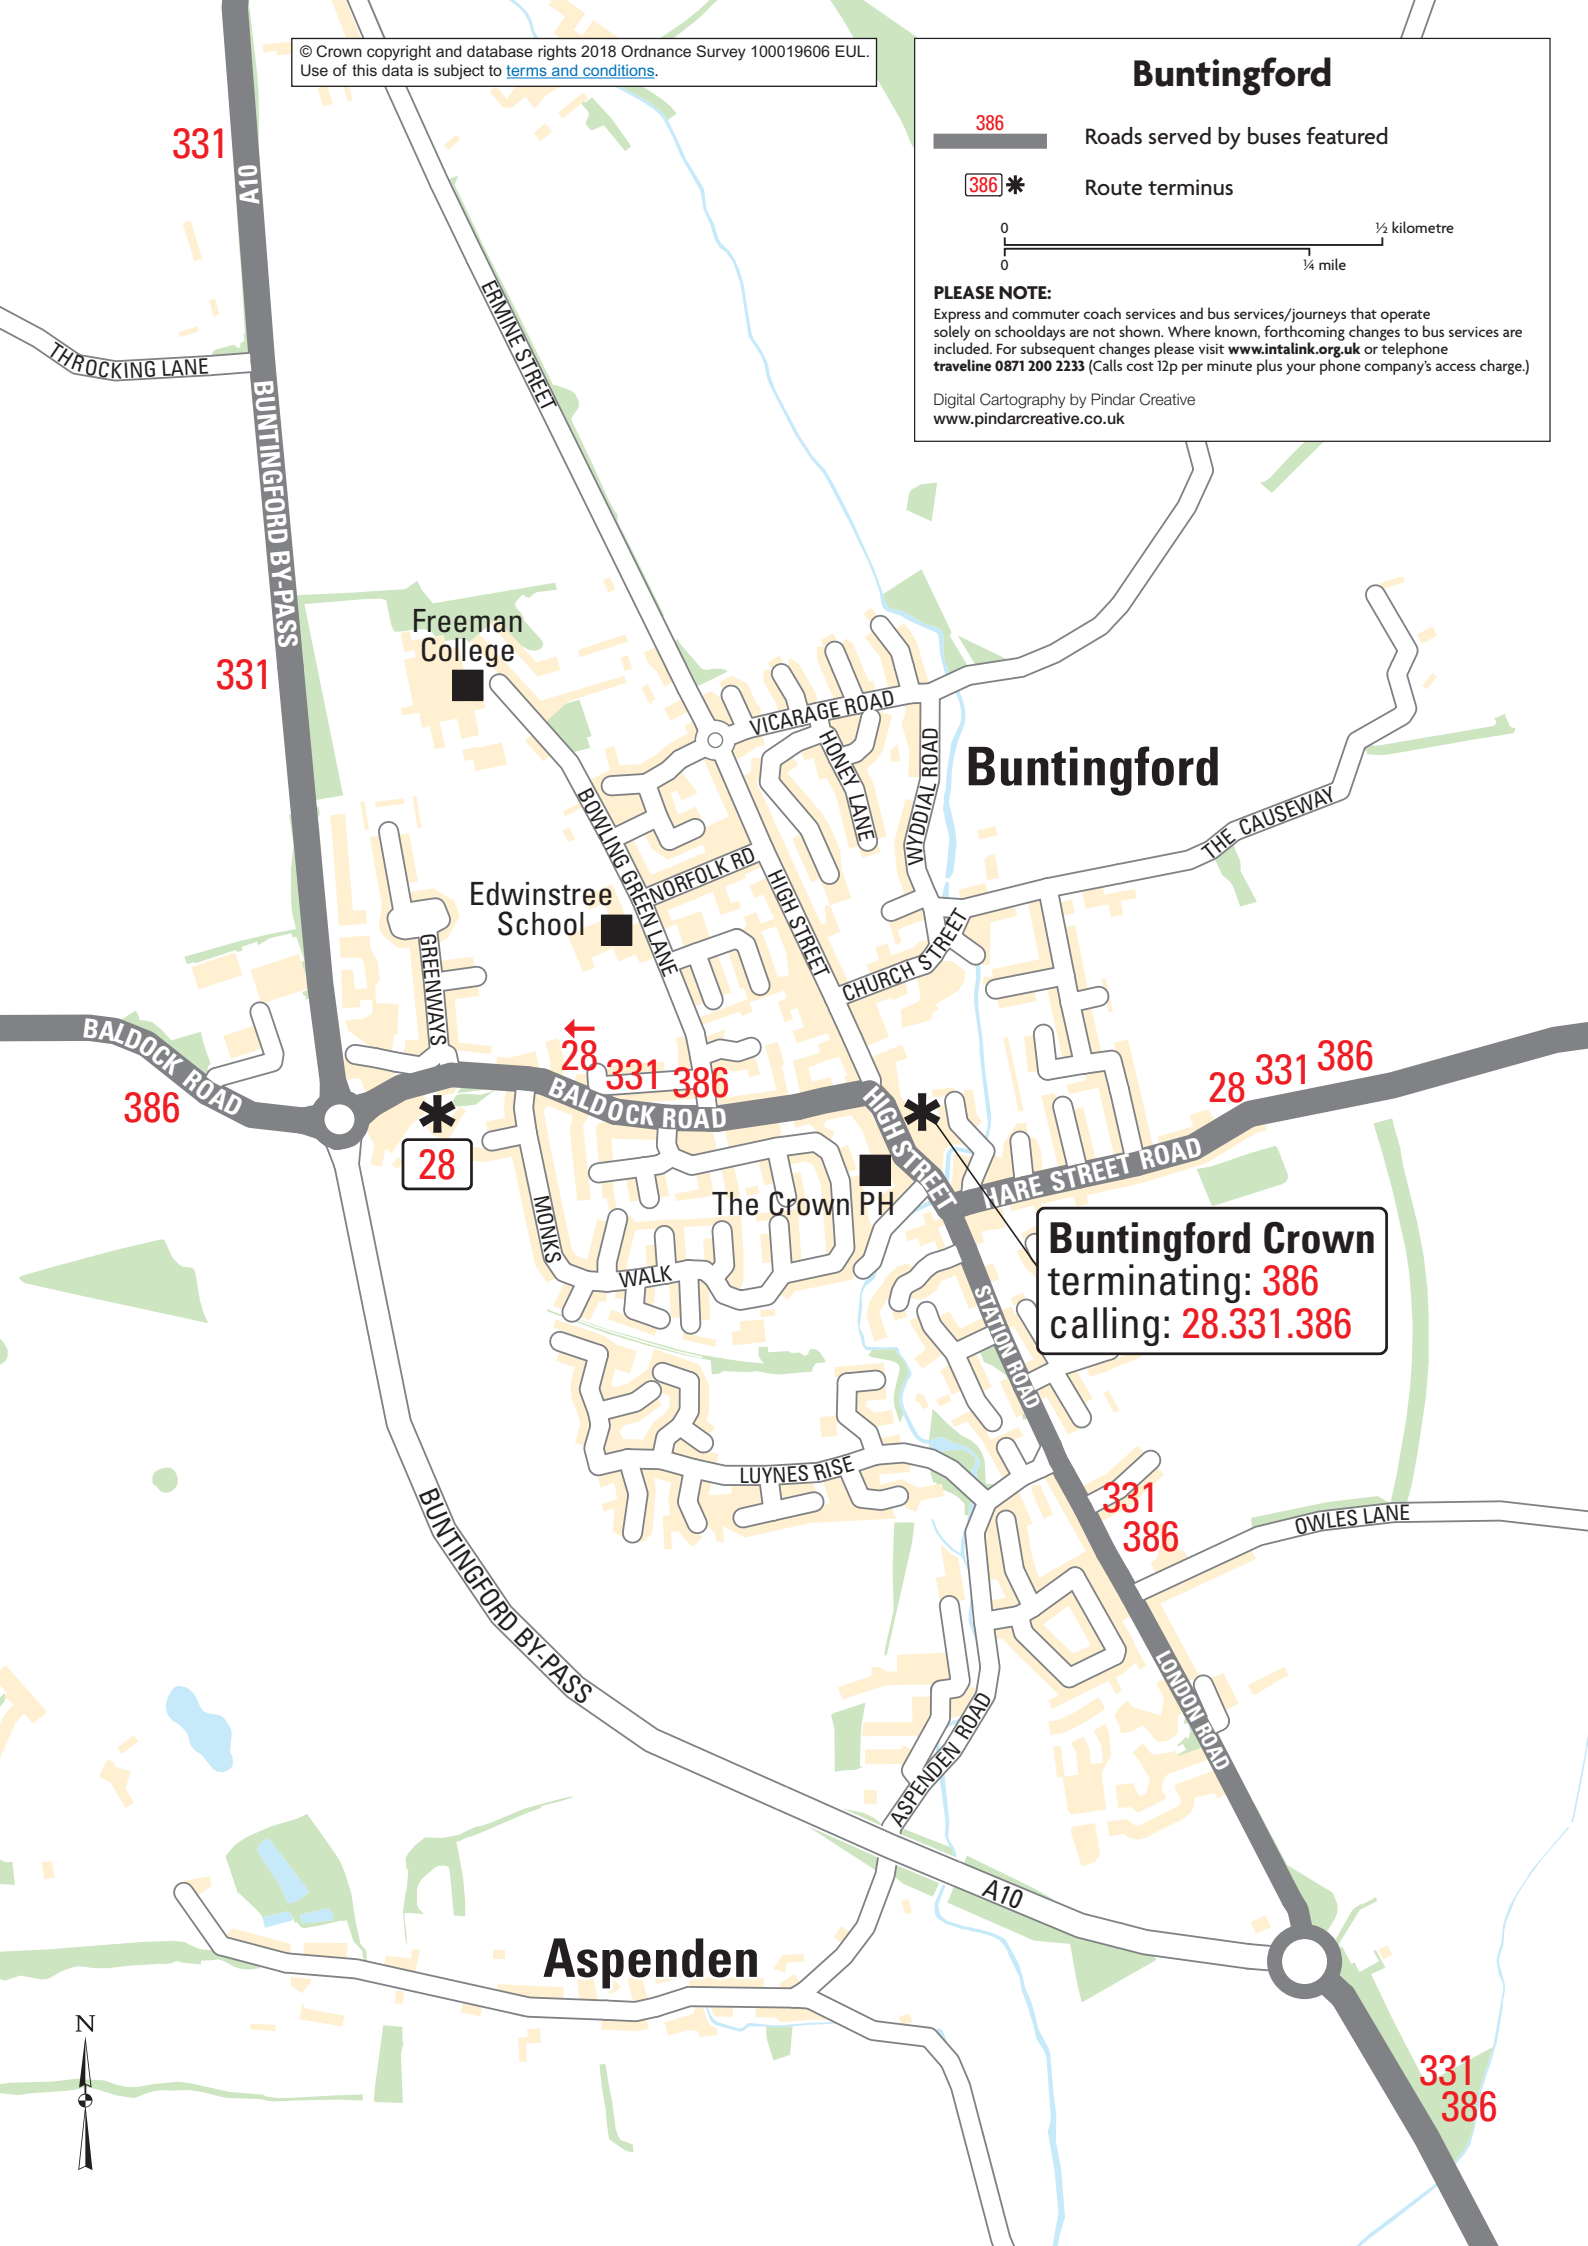 © Crown copyright and database rights 2018 Ordnance Survey 100019606 EUL.
Use of this data is subject to terms and conditions.
Buntingford
386
Roads served by buses featured
386
Route terminus
0
½ kilometre
0
¼ mile
PLEASE NOTE:
Express and commuter coach services and bus services/journeys that operate
solely on schooldays are not shown. Where known, forthcoming changes to bus services are
included. For subsequent changes please visit www.intalink.org.uk or telephone
traveline 0871 200 2233 (Calls cost 12p per minute plus your phone company's access charge.)
Digital Cartography by Pindar Creative
www.pindarcreative.co.uk
331
A10
ERMINE STREET
THROCKING LANE
BUNTINGFORD BY-PASS
Freeman
College
331
VICARAGE ROAD
HONEY LANE
WYDDIAL ROAD
Buntingford
BOWLING GREEN LANE
THE CAUSEWAY
NORFOLK RD
HIGH STREET
Edwinstree
School
CHURCH STREET
GREENWAYS
BALDOCK ROAD
386
28
331
386
BALDOCK ROAD
28
331
386
HIGH STREET
HARE STREET ROAD
28
The Crown PH
MONKS
WALK
Buntingford Crown
terminating: 386
calling: 28.331.386
STATION ROAD
LUYNES RISE
331
386
OWLES LANE
BUNTINGFORD BY-PASS
LONDON ROAD
ASPENDEN ROAD
A10
Aspenden
N
331
386